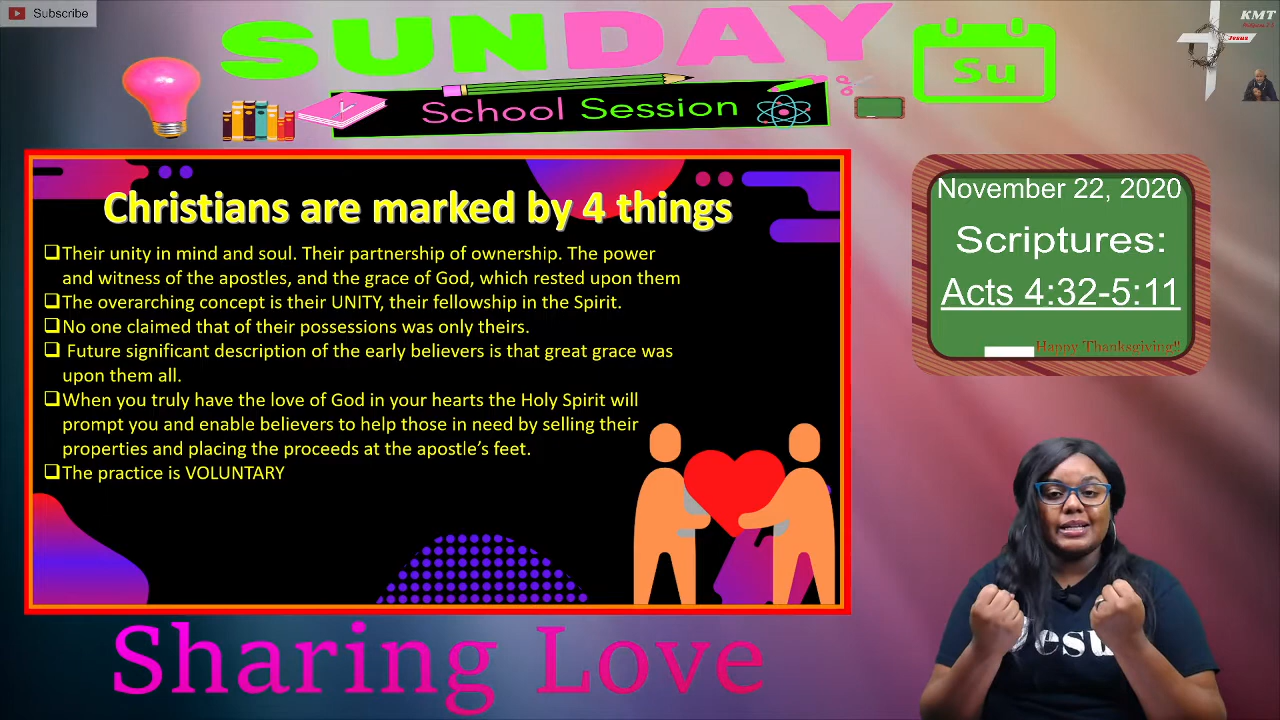 Subscribe
SUNDAY
KMT
Jesus
Su
School Session
Christians are marked by 4 things
Their unity in mind and soul. Their partnership of ownership. The power
and witness of the apostles, and the grace of God, which rested upon them
The overarching concept is their UNITY, their fellowship in the Spirit.
No one claimed that of their possessions was only theirs.
Future significant description of the early believers is that great grace was
upon them all.
When you truly have the love of God in your hearts the Holy Spirit will
prompt you and enable believers to help those in need by selling their
properties and placing the proceeds at the apostle’s feet.
The practice is VOLUNTARY
November 22, 2020
Scriptures:
Acts 4:32-5:11
Happy Thanksgiving!!
Jesu
Sharing Love